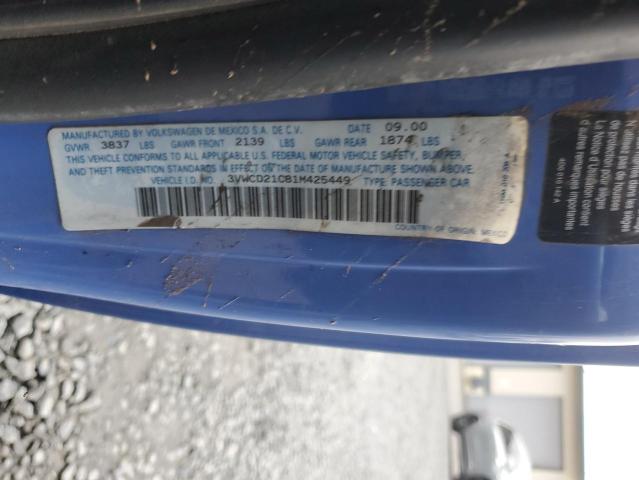 MANUFACTURED BY VOLKSWAGEN DE MEXICO S.A. DE C.V. DATE 09.00
GVWR 3837 LBS GAWR FRONT 2139 LBS GAWR REAR 1874 LBS
THIS VEHICLE CONFORMS TO ALL APPLICABLE U.S. FEDERAL MOTOR VEHICLE SAFETY, BUMPER,
AND THEFT PREVENTION STANDARDS IN EFFECT ON THE DATE OF MANUFACTURE SHOWN ABOVE.
VEHICLE I.D. NO. 3VWCD21C81M425449 TYPE: PASSENGER CAR
COUNTRY OF ORIGIN: MEXICO